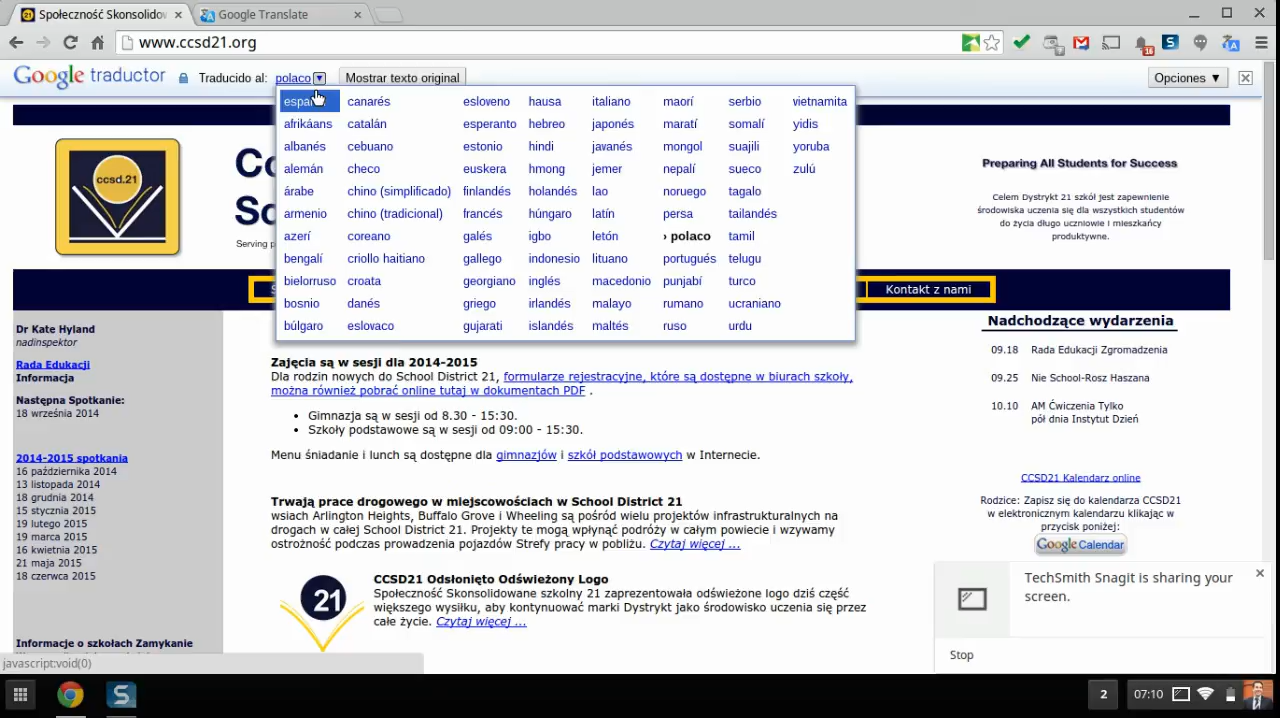 Społeczność Skonsolidow
Google Translate
www.ccsd21.org
16
Google traductor
Traducido al: polaco
Mostrar texto original
Opciones ▼
canarés esloveno hausa italiano maorí serbio vietnamita
afrikáans catalán esperanto hebreo japonés maratí somalí yidis
albanés cebuano estonio hindi javanés mongol suajili yoruba
alemán checo euskera hmong jemer nepalí sueco zulú
árabe chino (simplificado) finlandés holandés lao noruego tagalo
armenio chino (tradicional) francés húngaro latín persa tailandés
azerí coreano galés igbo letón › polaco tamil
bengalí criollo haitiano gallego indonesio lituano portugués telugu
bielorruso croata georgiano inglés macedonio punjabí turco
bosnio danés griego irlandés malayo rumano ucraniano
búlgaro eslovaco gujarati islandés maltés ruso urdu
ccsd.21
Preparing All Students for Success
Celem Dystrykt 21 szkół jest zapewnienie
środowiska uczenia się dla wszystkich studentów
do życia długo uczniowie i mieszkańcy
produktywne.
Kontakt z nami
Dr Kate Hyland
nadinspektor
Rada Edukacji
Informacja
Następna Spotkanie:
18 września 2014
2014-2015 spotkania
16 października 2014
13 listopada 2014
18 grudnia 2014
15 stycznia 2015
19 lutego 2015
19 marca 2015
16 kwietnia 2015
21 maja 2015
18 czerwca 2015
Informacje o szkołach Zamykanie
Zajęcia są w sesji dla 2014-2015
Dla rodzin nowych do School District 21, formularze rejestracyjne, które są dostępne w biurach szkoły,
można również pobrać online tutaj w dokumentach PDF .
• Gimnazja są w sesji od 8.30 - 15:30.
• Szkoły podstawowe są w sesji od 09:00 - 15:30.
Menu śniadanie i lunch są dostępne dla gimnazjów i szkół podstawowych w Internecie.
Trwają prace drogowego w miejscowościach w School District 21
wsiach Arlington Heights, Buffalo Grove i Wheeling są pośród wielu projektów infrastrukturalnych na
drogach w całej School District 21. Projekty te mogą wpłynąć podróży w całym powiecie i wzywamy
ostrożność podczas prowadzenia pojazdów Strefy pracy w pobliżu. Czytaj więcej ...
21
CCSD21 Odsłonięto Odświeżony Logo
Społeczność Skonsolidowane szkolny 21 zaprezentowała odświeżone logo dziś część
większego wysiłku, aby kontynuować marki Dystrykt jako środowisko uczenia się przez
całe życie. Czytaj więcej ...
Nadchodzące wydarzenia
09.18 Rada Edukacji Zgromadzenia
09.25 Nie School-Rosz Haszana
10.10 AM Ćwiczenia Tylko
pół dnia Instytut Dzień
CCSD21 Kalendarz online
Rodzice: Zapisz się do kalendarza CCSD21
w elektronicznym kalendarzu klikając w
przycisk poniżej:
Google Calendar
TechSmith Snagit is sharing your
screen.
Stop
javascript:void(0)
2
07:10